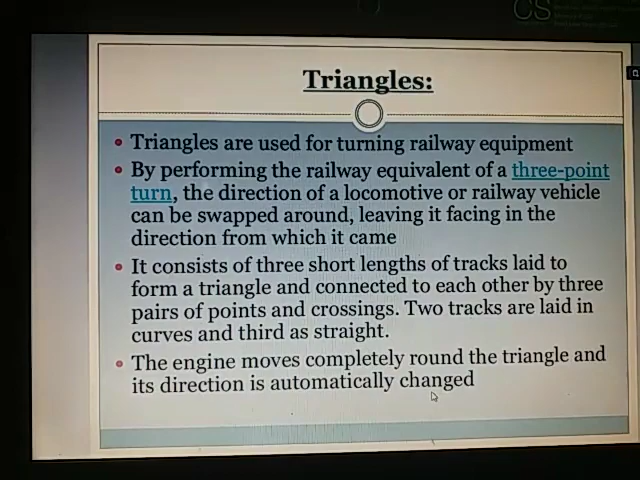 CS
Triangles:
• Triangles are used for turning railway equipment
• By performing the railway equivalent of a three-point
turn, the direction of a locomotive or railway vehicle
can be swapped around, leaving it facing in the
direction from which it came
• It consists of three short lengths of tracks laid to
form a triangle and connected to each other by three
pairs of points and crossings. Two tracks are laid in
curves and third as straight.
• The engine moves completely round the triangle and
its direction is automatically changed